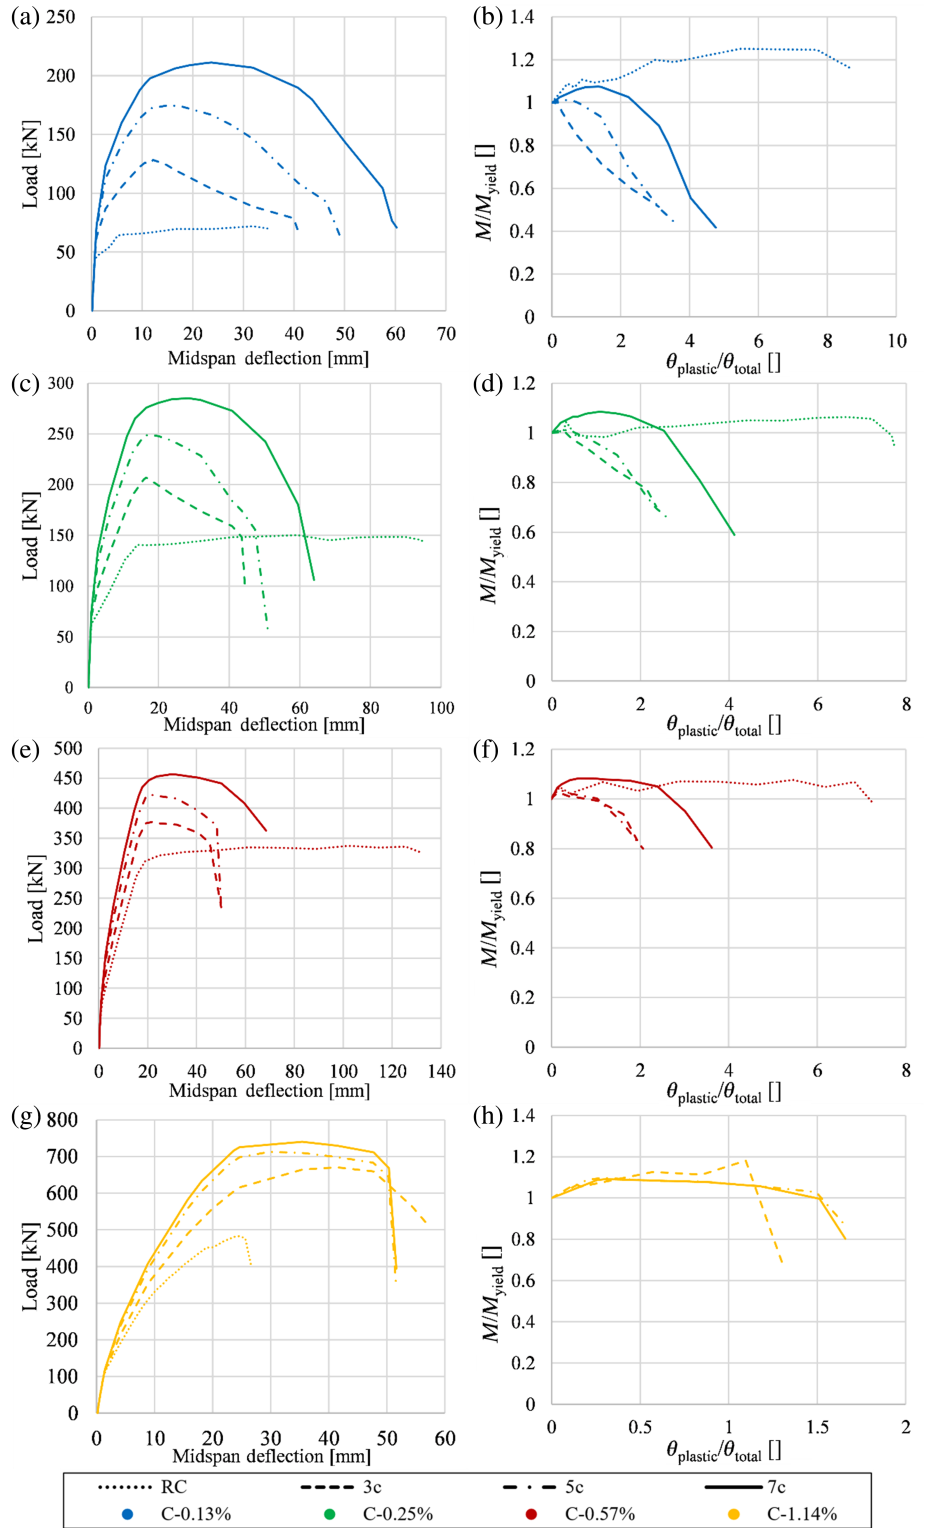 (a)
250
200
150
100
50
0
Load [kN]
0 10 20 30 40 50 60 70
Midspan deflection [mm]
(b)
1.4
1.2
1
0.8
0.6
0.4
0.2
0
M/Myield []
0 2 4 6 8 10
θplastic/θtotal []
(c)
300
250
200
150
100
50
0
Load [kN]
0 20 40 60 80 100
Midspan deflection [mm]
(d)
1.2
1
0.8
0.6
0.4
0.2
0
M/Myield []
0 2 4 6 8
θplastic/θtotal []
(e)
500
450
400
350
300
250
200
150
100
50
0
Load [kN]
0 20 40 60 80 100 120 140
Midspan deflection [mm]
(f)
1.2
1
0.8
0.6
0.4
0.2
0
M/Myield []
0 2 4 6 8
θplastic/θtotal []
(g)
800
700
600
500
400
300
200
100
0
Load [kN]
0 10 20 30 40 50 60
Midspan deflection [mm]
(h)
1.4
1.2
1
0.8
0.6
0.4
0.2
0
M/Myield []
0 0.5 1 1.5 2
θplastic/θtotal []
RC 3c 5c 7c
C-0.13% C-0.25% C-0.57% C-1.14%